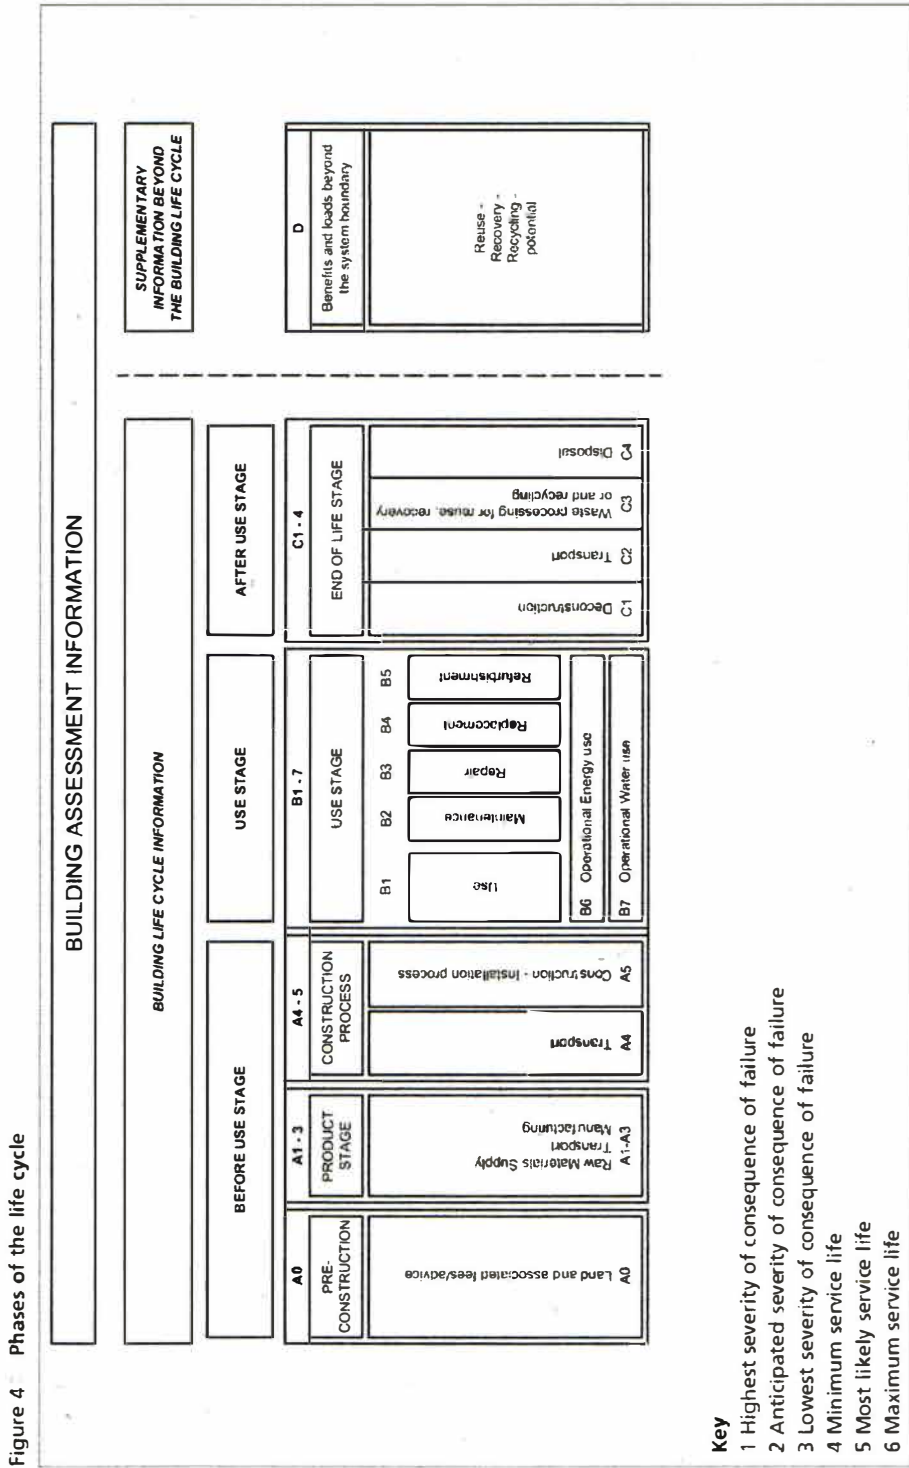 Figure 4 Phases of the life cycle
BUILDING ASSESSMENT INFORMATION
BUILDING LIFE CYCLE INFORMATION
SUPPLEMENTARY
INFORMATION BEYOND
THE BUILDING LIFE CYCLE
BEFORE USE STAGE
USE STAGE
AFTER USE STAGE
A0
PRE-
CONSTRUCTION
A0 Land and associated fees/advice
A1 - 3
PRODUCT
STAGE
Raw Materials Supply
Transport
Manufacturing
A1-A3
A4 - 5
CONSTRUCTION
PROCESS
A4 Transport
A5 Construction - Installation process
B1 - 7
USE STAGE
B1
Use
B2
Maintenance
B3
Repair
B4
Replacement
B5
Refurbishment
B6 Operational Energy use
B7 Operational Water use
C1 - 4
END OF LIFE STAGE
C1 Deconstruction
C2 Transport
C3 Waste processing for reuse, recovery
or and recycling
C4 Disposal
D
Benefits and loads beyond
the system boundary
Reuse -
Recovery -
Recycling -
potential
Key
1 Highest severity of consequence of failure
2 Anticipated severity of consequence of failure
3 Lowest severity of consequence of failure
4 Minimum service life
5 Most likely service life
6 Maximum service life